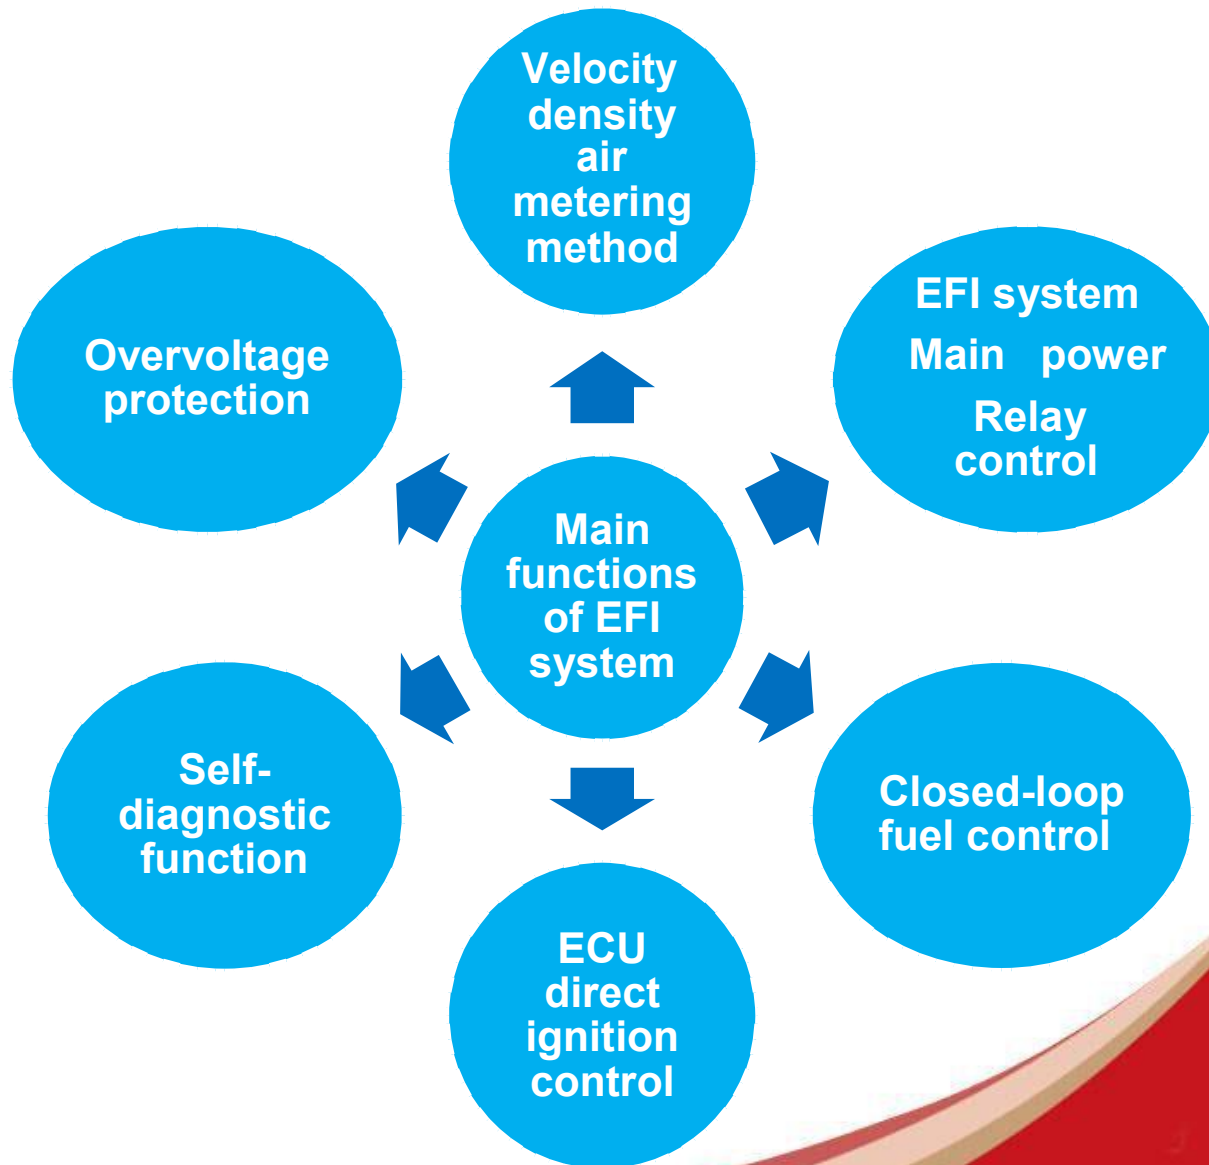 Velocity
density
air
metering
method
EFI system
Main power
Relay
control
Overvoltage
protection
Main
functions
of EFI
system
Self-
diagnostic
function
Closed-loop
fuel control
ECU
direct
ignition
control